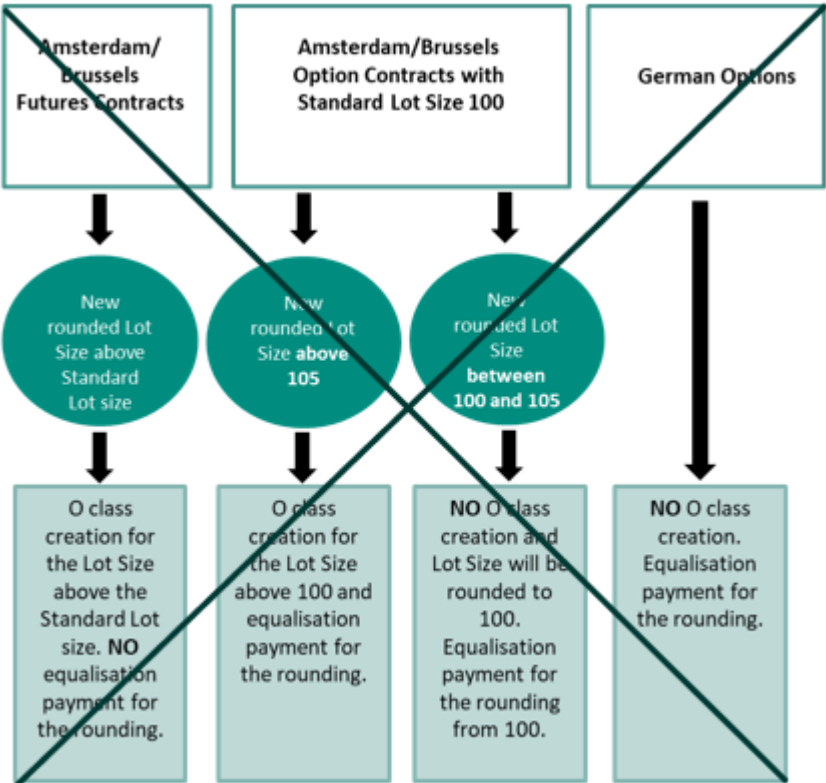 Amsterdam/
Brussels
Futures Contracts
Amsterdam/Brussels
Option Contracts with
Standard Lot Size 100
German Options
New
rounded Lot
Size above
Standard
Lot size
New
rounded Lot
Size above
105
New
rounded Lot
Size
between
100 and 105
O class
creation for
the Lot Size
above the
Standard Lot
size. NO
equalisation
payment for
the rounding.
O class
creation for
the Lot Size
above 100 and
equalisation
payment for
the rounding.
NO O class
creation and
Lot Size will be
rounded to
100.
Equalisation
payment for
the rounding
from 100.
NO O class
creation.
Equalisation
payment for
the rounding.